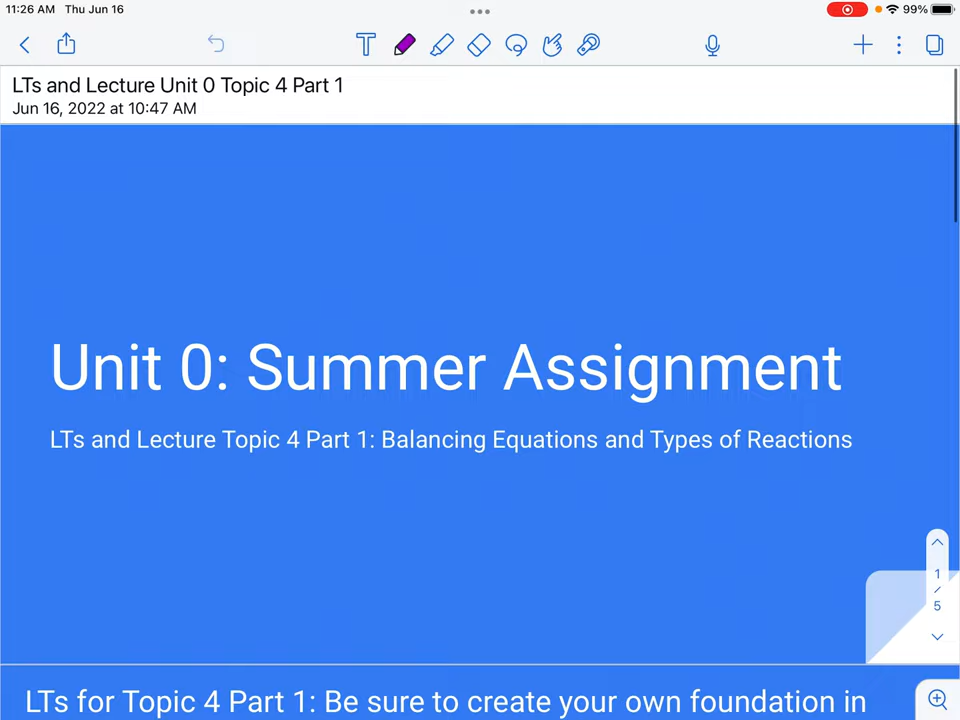 11:26 AM Thu Jun 16
99%
LTs and Lecture Unit 0 Topic 4 Part 1
Jun 16, 2022 at 10:47 AM
Unit 0: Summer Assignment
LTs and Lecture Topic 4 Part 1: Balancing Equations and Types of Reactions
1
/
5
LTs for Topic 4 Part 1: Be sure to create your own foundation in